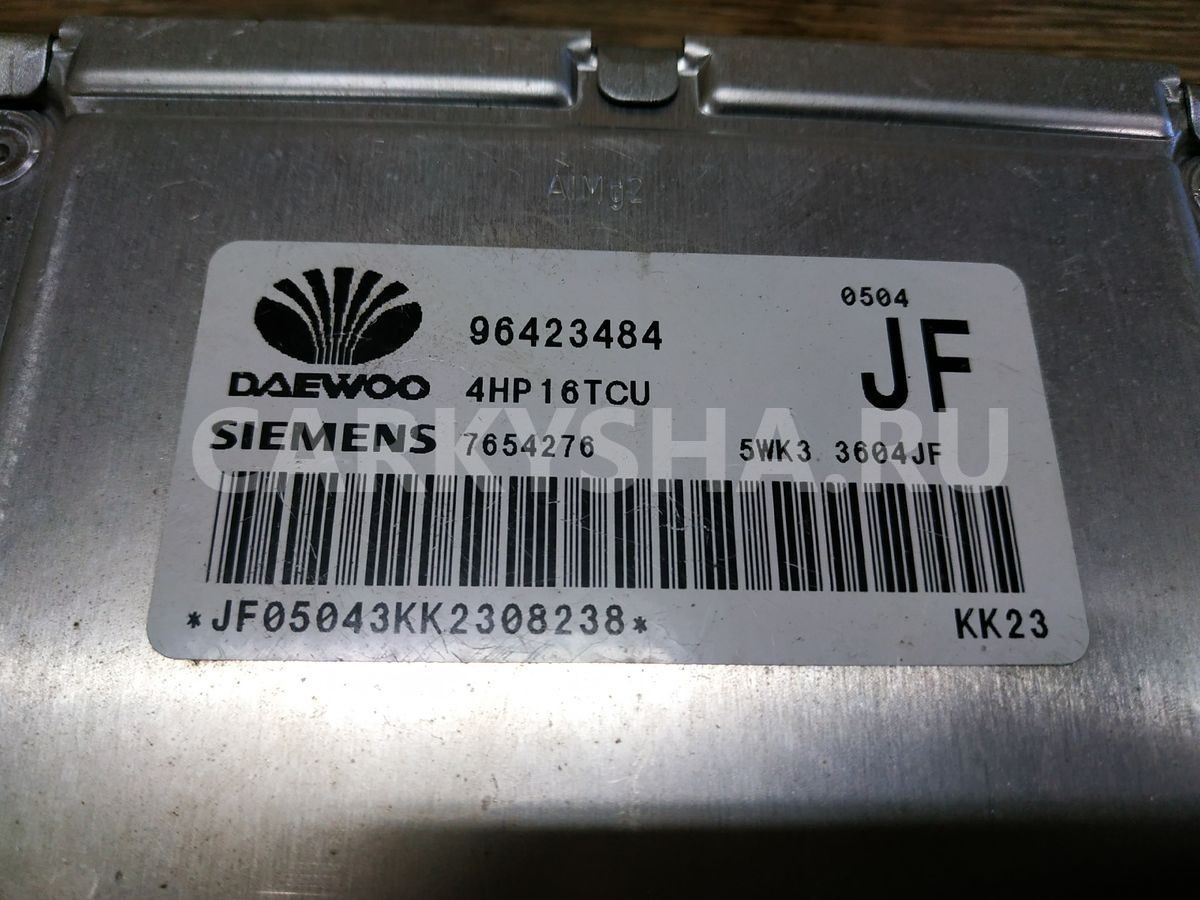 AlMg2
0504
96423484
JF
DAEWOO 4HP16TCU
SIEMENS 7654276 5WK3 3604JF
CARKYSHA.RU
*JF05043KK2308238*
KK23